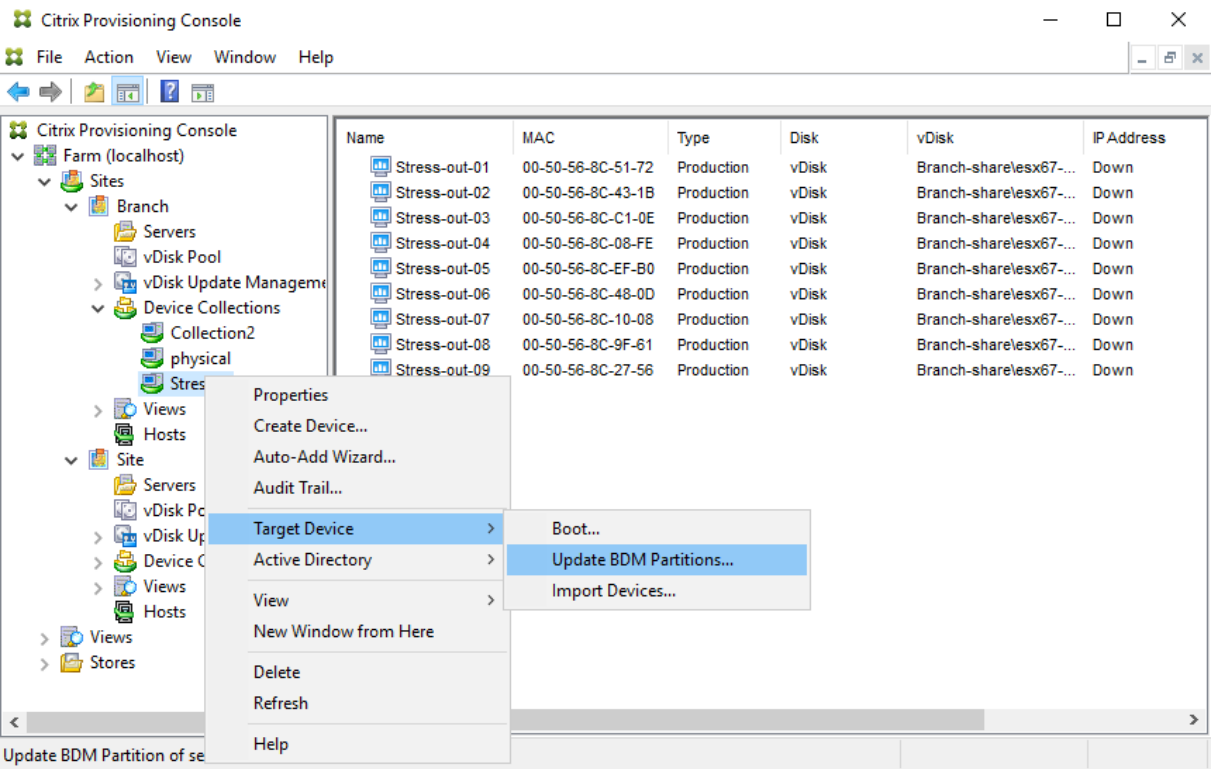 Citrix Provisioning Console
File Action View Window Help
Citrix Provisioning Console
Farm (localhost)
Sites
Branch
Servers
vDisk Pool
vDisk Update Manageme
Device Collections
Collection2
physical
Stres
Views
Hosts
Site
Servers
vDisk Po
vDisk Up
Device C
Views
Hosts
Views
Stores
Name MAC Type Disk vDisk IP Address
Stress-out-01 00-50-56-8C-51-72 Production vDisk Branch-share\esx67-... Down
Stress-out-02 00-50-56-8C-43-1B Production vDisk Branch-share\esx67-... Down
Stress-out-03 00-50-56-8C-C1-0E Production vDisk Branch-share\esx67-... Down
Stress-out-04 00-50-56-8C-08-FE Production vDisk Branch-share\esx67-... Down
Stress-out-05 00-50-56-8C-EF-B0 Production vDisk Branch-share\esx67-... Down
Stress-out-06 00-50-56-8C-48-0D Production vDisk Branch-share\esx67-... Down
Stress-out-07 00-50-56-8C-10-08 Production vDisk Branch-share\esx67-... Down
Stress-out-08 00-50-56-8C-9F-61 Production vDisk Branch-share\esx67-... Down
Stress-out-09 00-50-56-8C-27-56 Production vDisk Branch-share\esx67-... Down
Properties
Create Device...
Auto-Add Wizard...
Audit Trail...
Target Device
Active Directory
View
New Window from Here
Delete
Refresh
Help
Boot...
Update BDM Partitions...
Import Devices...
Update BDM Partition of se